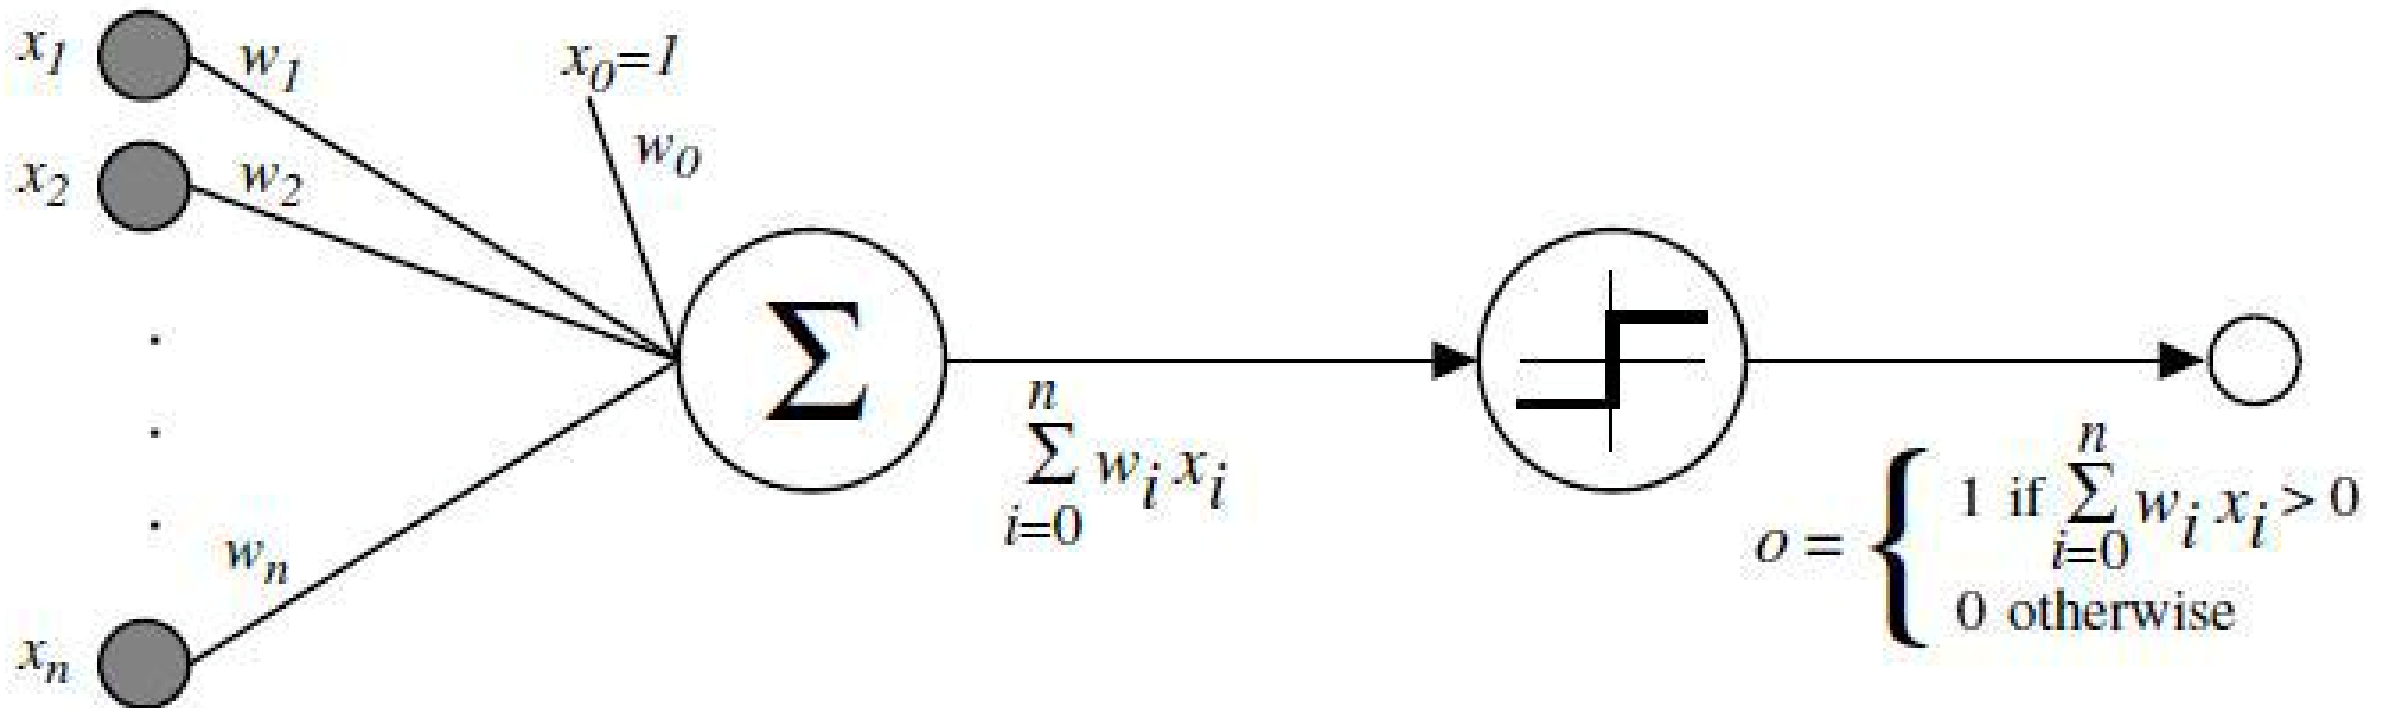 x₁
w₁
x₀=1
w₀
x₂
w₂
.
.
.
wₙ
xₙ
Σ
n
Σ wᵢ xᵢ
i=0
o = { 1 if n Σ i=0 wᵢ xᵢ > 0
0 otherwise